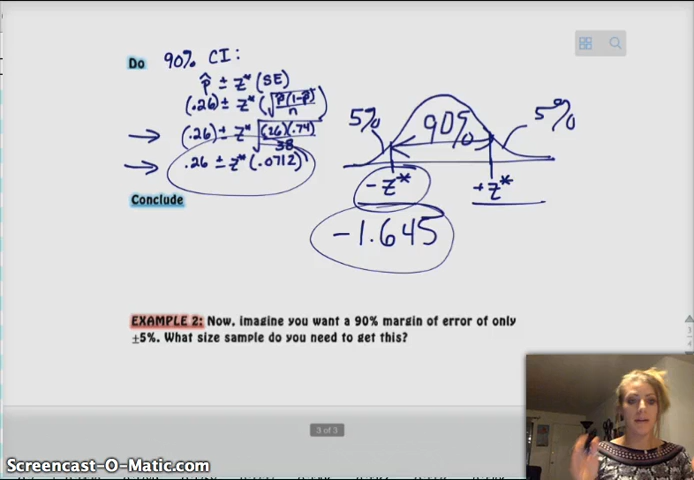 Do 90% CI:
p̂ ± z* (SE)
(.26) ± z* (√p̂(1-p̂)/n)
→ (.26) ± z* √(.26)(.74)/38
→ .26 ± z* (.0712)
5% 90% 5%
-z* +z*
-1.645
Conclude
EXAMPLE 2: Now, imagine you want a 90% margin of error of only
±5%. What size sample do you need to get this?
3 of 3
Screencast-O-Matic.com